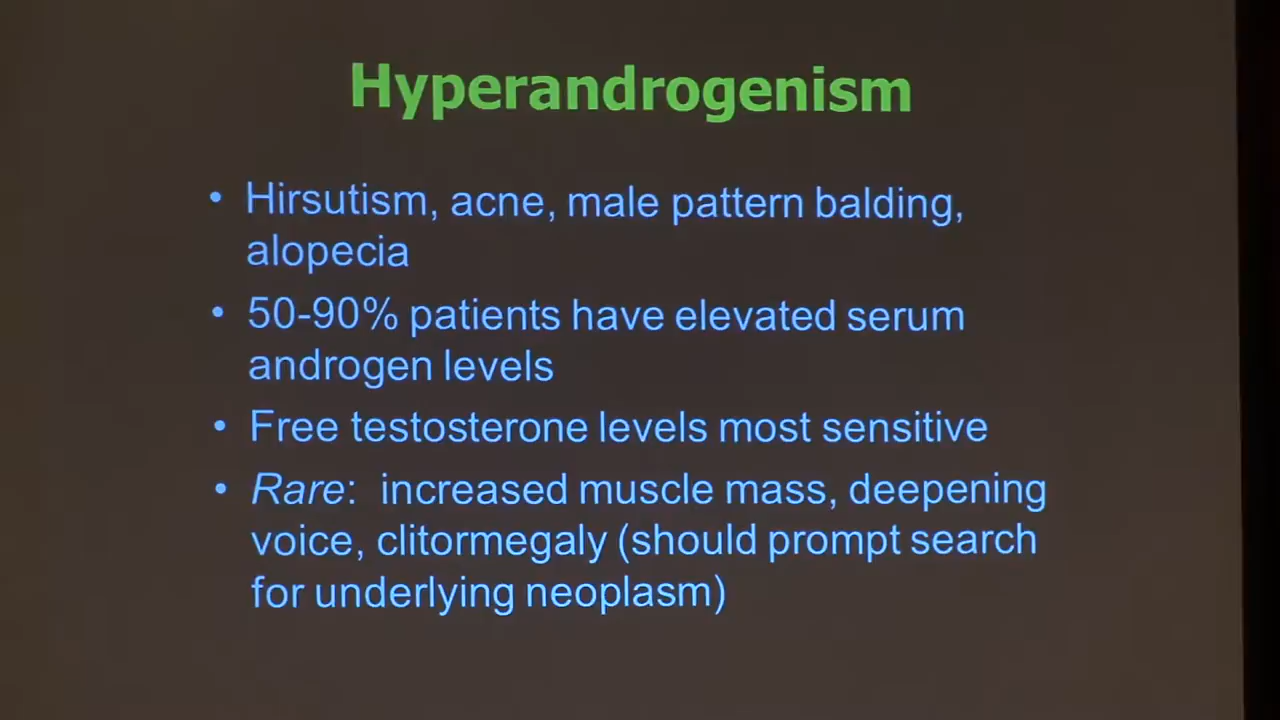 Hyperandrogenism
• Hirsutism, acne, male pattern balding,
alopecia
• 50-90% patients have elevated serum
androgen levels
• Free testosterone levels most sensitive
• Rare:  increased muscle mass, deepening
voice, clitormegaly (should prompt search
for underlying neoplasm)